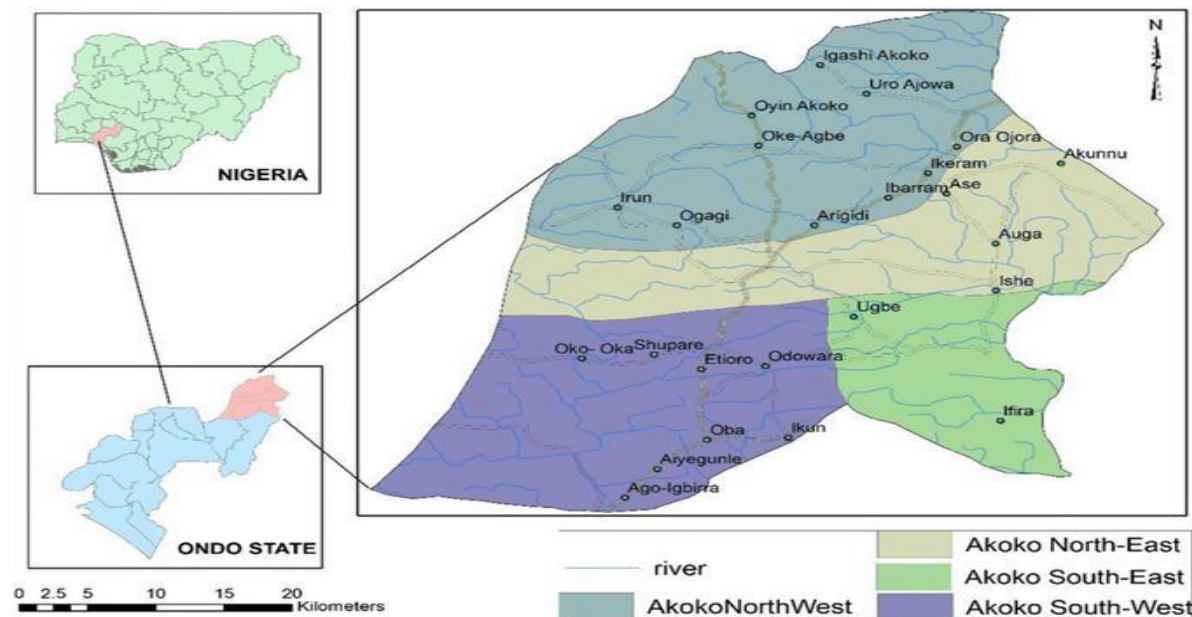 NIGERIA
ONDO STATE
0 2.5 5 10 15 20
Kilometers
N
Igashi Akoko
Uro Ajowa
Oyin Akoko
Oke-Agbe
Ora Ojora
Akunnu
Ikeram
Ibarram
Ase
Irun
Ogagi
Arigidi
Auga
Ishe
Ugbe
Oko- Oka
Shupare
Etioro
Odowara
Ifira
Oba
Ikun
Aiyegunle
Ago-Igbirra
river
AkokoNorthWest
Akoko North-East
Akoko South-East
Akoko South-West